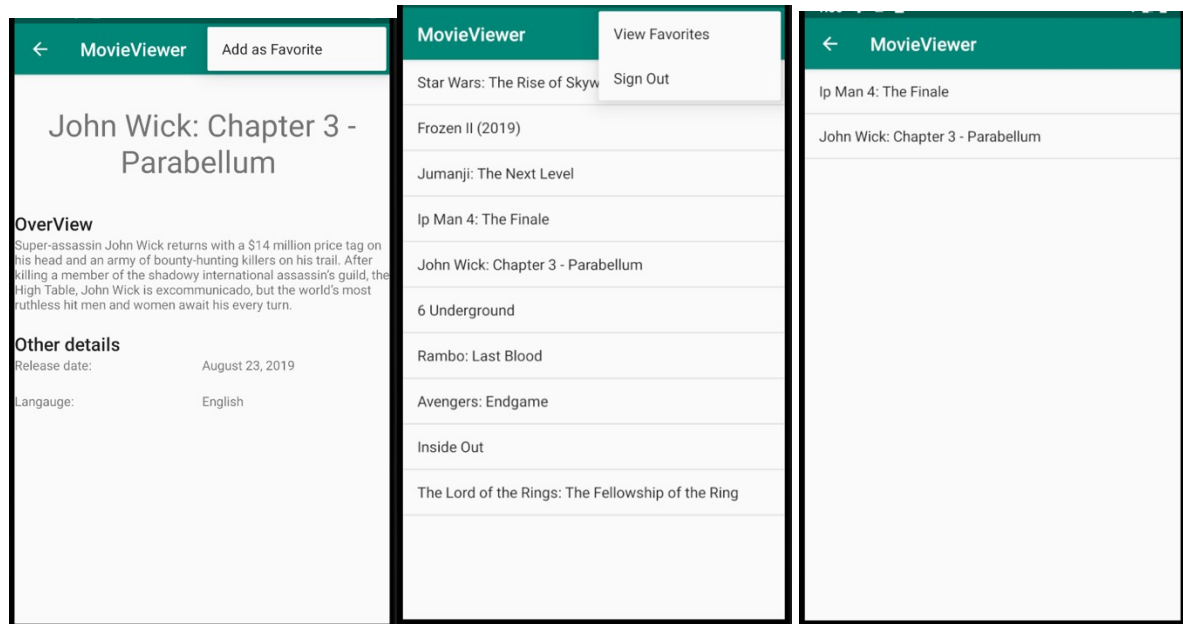 MovieViewer
Add as Favorite
John Wick: Chapter 3 -
Parabellum
OverView
Super-assassin John Wick returns with a $14 million price tag on
his head and an army of bounty-hunting killers on his trail. After
killing a member of the shadowy international assassin's guild, the
High Table, John Wick is excommunicado, but the world's most
ruthless hit men and women await his every turn.
Other details
Release date: August 23, 2019
Langauge: English
MovieViewer
View Favorites
Sign Out
Star Wars: The Rise of Skyw
Frozen II (2019)
Jumanji: The Next Level
Ip Man 4: The Finale
John Wick: Chapter 3 - Parabellum
6 Underground
Rambo: Last Blood
Avengers: Endgame
Inside Out
The Lord of the Rings: The Fellowship of the Ring
MovieViewer
Ip Man 4: The Finale
John Wick: Chapter 3 - Parabellum